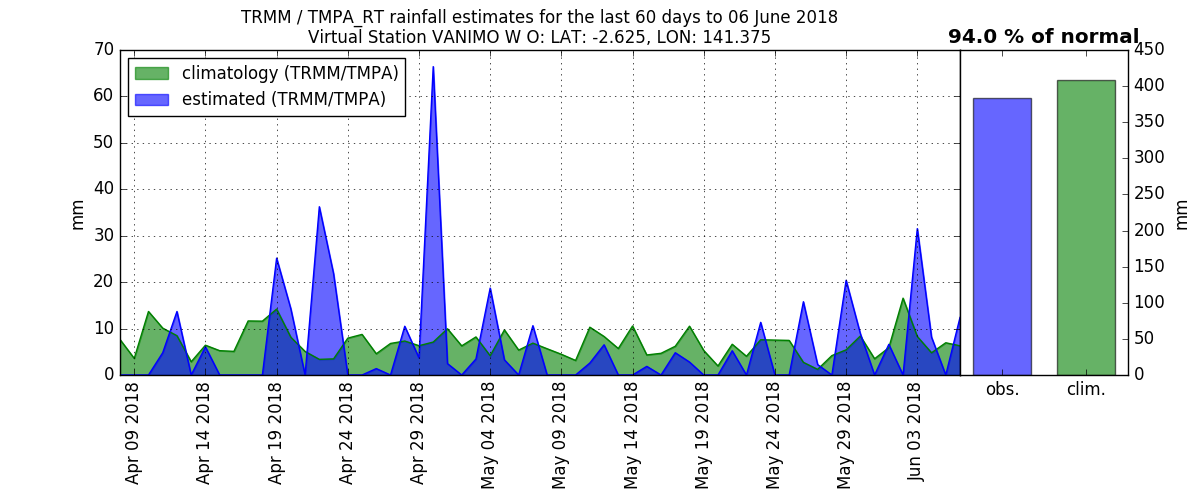 TRMM / TMPA_RT rainfall estimates for the last 60 days to 06 June 2018
Virtual Station VANIMO W O: LAT: -2.625, LON: 141.375
94.0 % of normal
climatology (TRMM/TMPA)
estimated (TRMM/TMPA)
70
60
50
40
30
20
10
0
mm
Apr 09 2018
Apr 14 2018
Apr 19 2018
Apr 24 2018
Apr 29 2018
May 04 2018
May 09 2018
May 14 2018
May 19 2018
May 24 2018
May 29 2018
Jun 03 2018
450
400
350
300
250
200
150
100
50
0
mm
obs.
clim.